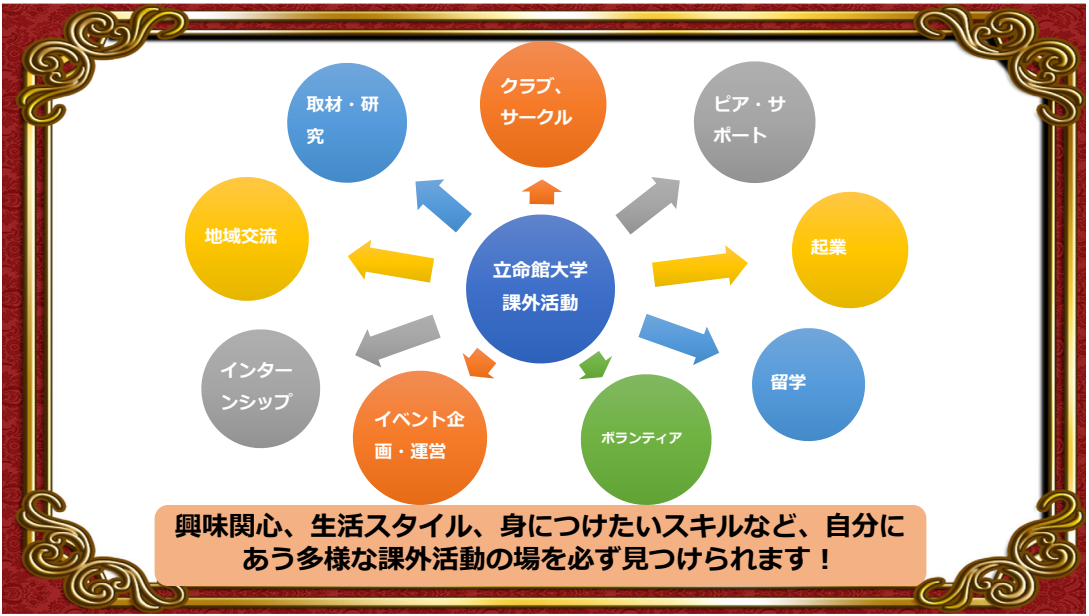 クラブ、
サークル
取材・研
究
ピア・サ
ポート
地域交流
起業
立命館大学
課外活動
インター
ンシップ
留学
イベント企
画・運営
ボランティア
興味関心、生活スタイル、身につけたいスキルなど、自分に
あう多様な課外活動の場を必ず見つけられます！